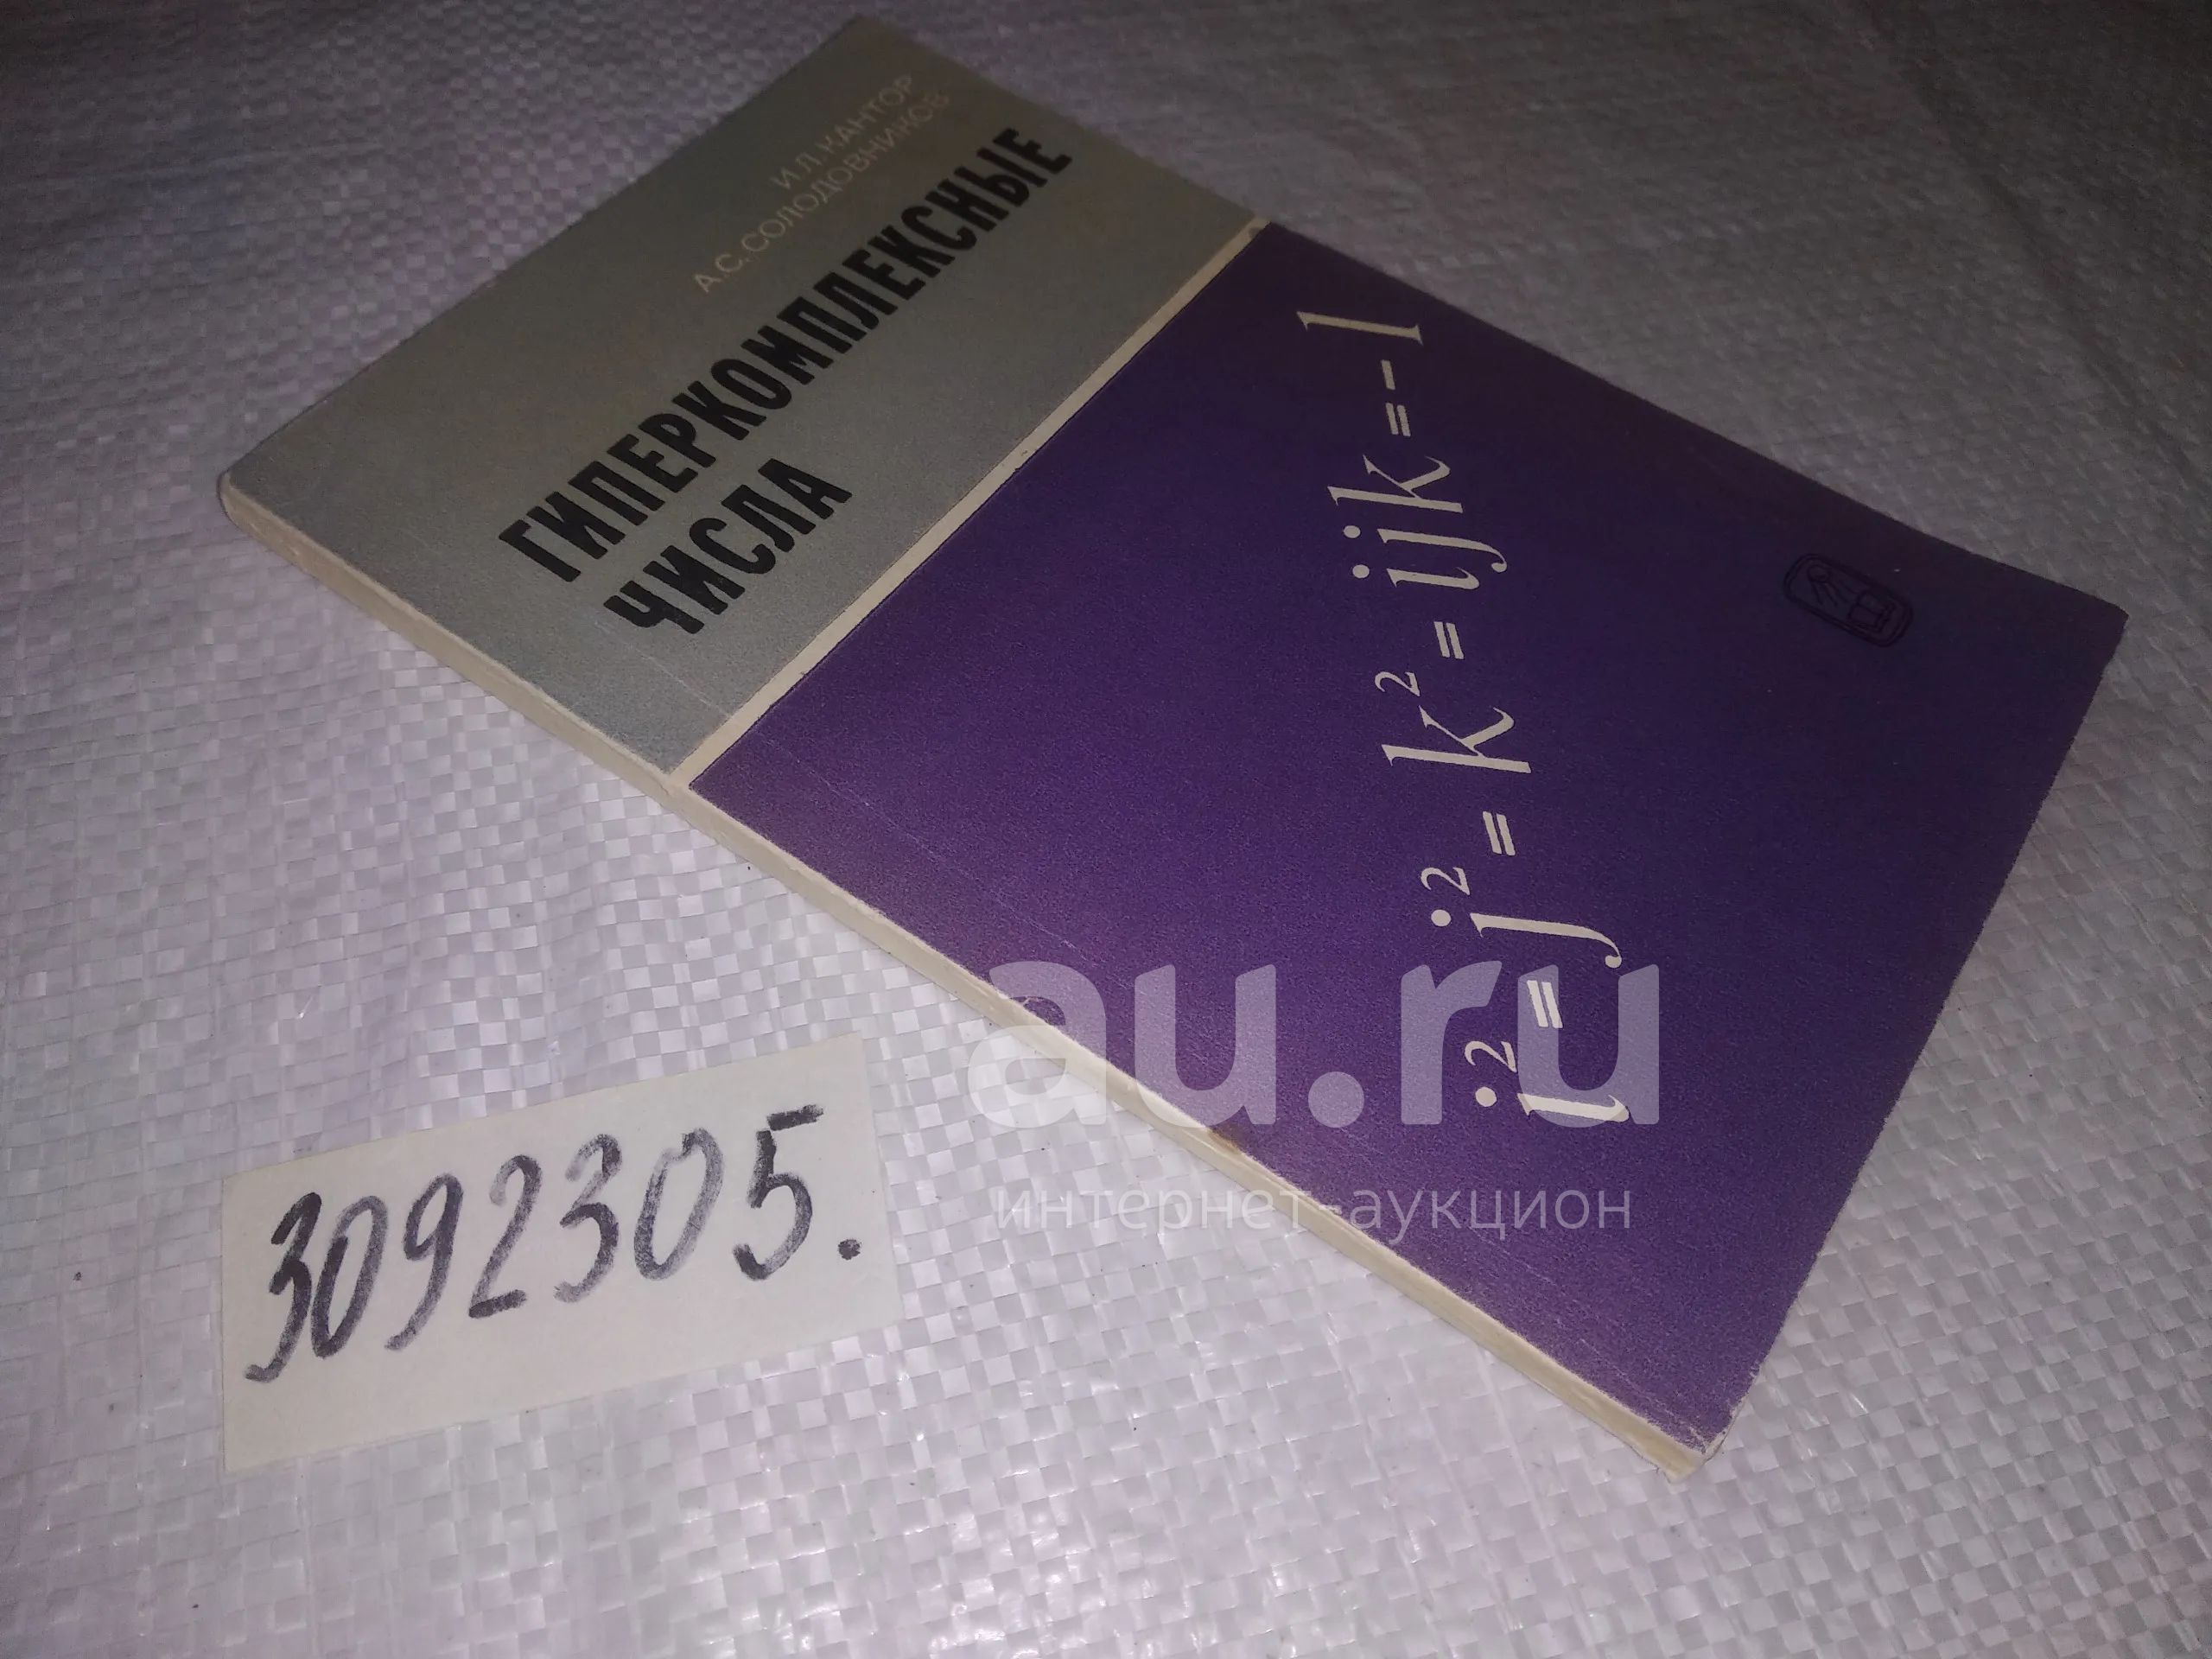 И.Л.КАНТОР
А.С.СОЛОДОВНИКОВ
ГИПЕРКОМПЛЕКСНЫЕ
ЧИСЛА
i² = j² = k² = ijk = -1
au.ru
интернет-аукцион
3092305.